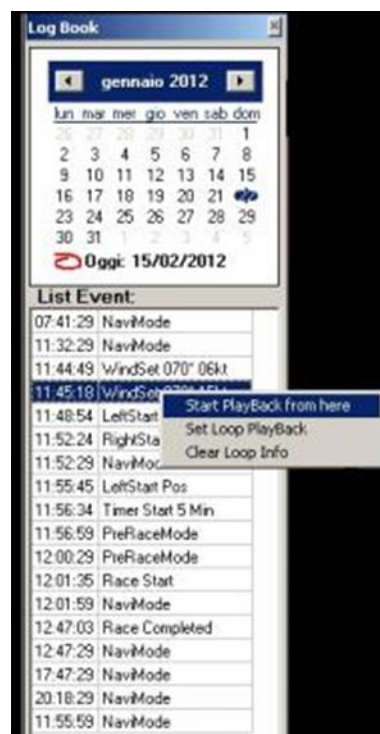 Log Book
gennaio 2012
lun mar mer gio ven sab dom
26 27 28 29 30 31 1
2 3 4 5 6 7 8
9 10 11 12 13 14 15
16 17 18 19 20 21
23 24 25 26 27 28 29
30 31 1 2 3 4 5
Oggi: 15/02/2012
List Event:
07:41:29 NaviMode
11:32:29 NaviMode
11:44:49 WindSet 070° 06kt
11:45:18 WindSet
Start PlayBack from here
11:48:54 LeftStart
Set Loop PlayBack
11:52:24 RightSta
Clear Loop Info
11:52:29 NaviMod
11:55:45 LeftStart Pos
11:56:34 Timer Start 5 Min
11:56:59 PreRaceMode
12:00:29 PreRaceMode
12:01:35 Race Start
12:01:59 NaviMode
12:47:03 Race Completed
12:47:29 NaviMode
17:47:29 NaviMode
20:18:29 NaviMode
11:55:59 NaviMode